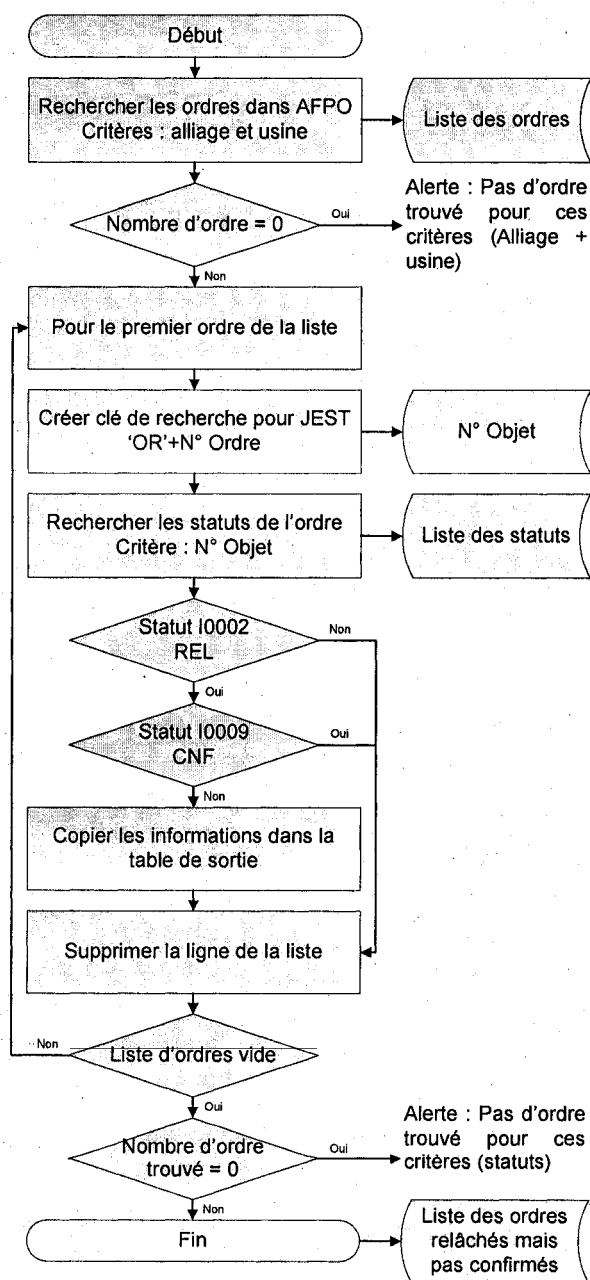 Début
Rechercher les ordres dans AFPO
Critères : alliage et usine
Liste des ordres
Nombre d'ordre = 0
Oui
Alerte : Pas d'ordre
trouvé pour ces
critères (Alliage +
usine)
Non
Pour le premier ordre de la liste
Créer clé de recherche pour JEST
'OR'+N° Ordre
N° Objet
Rechercher les statuts de l'ordre
Critère : N° Objet
Liste des statuts
Statut I0002
REL
Non
Oui
Statut I0009
CNF
Oui
Non
Copier les informations dans la
table de sortie
Supprimer la ligne de la liste
Non
Liste d'ordres vide
Oui
Nombre d'ordre
trouvé = 0
Oui
Alerte : Pas d'ordre
trouvé pour ces
critères (statuts)
Non
Fin
Liste des ordres
relâchés mais
pas confirmés